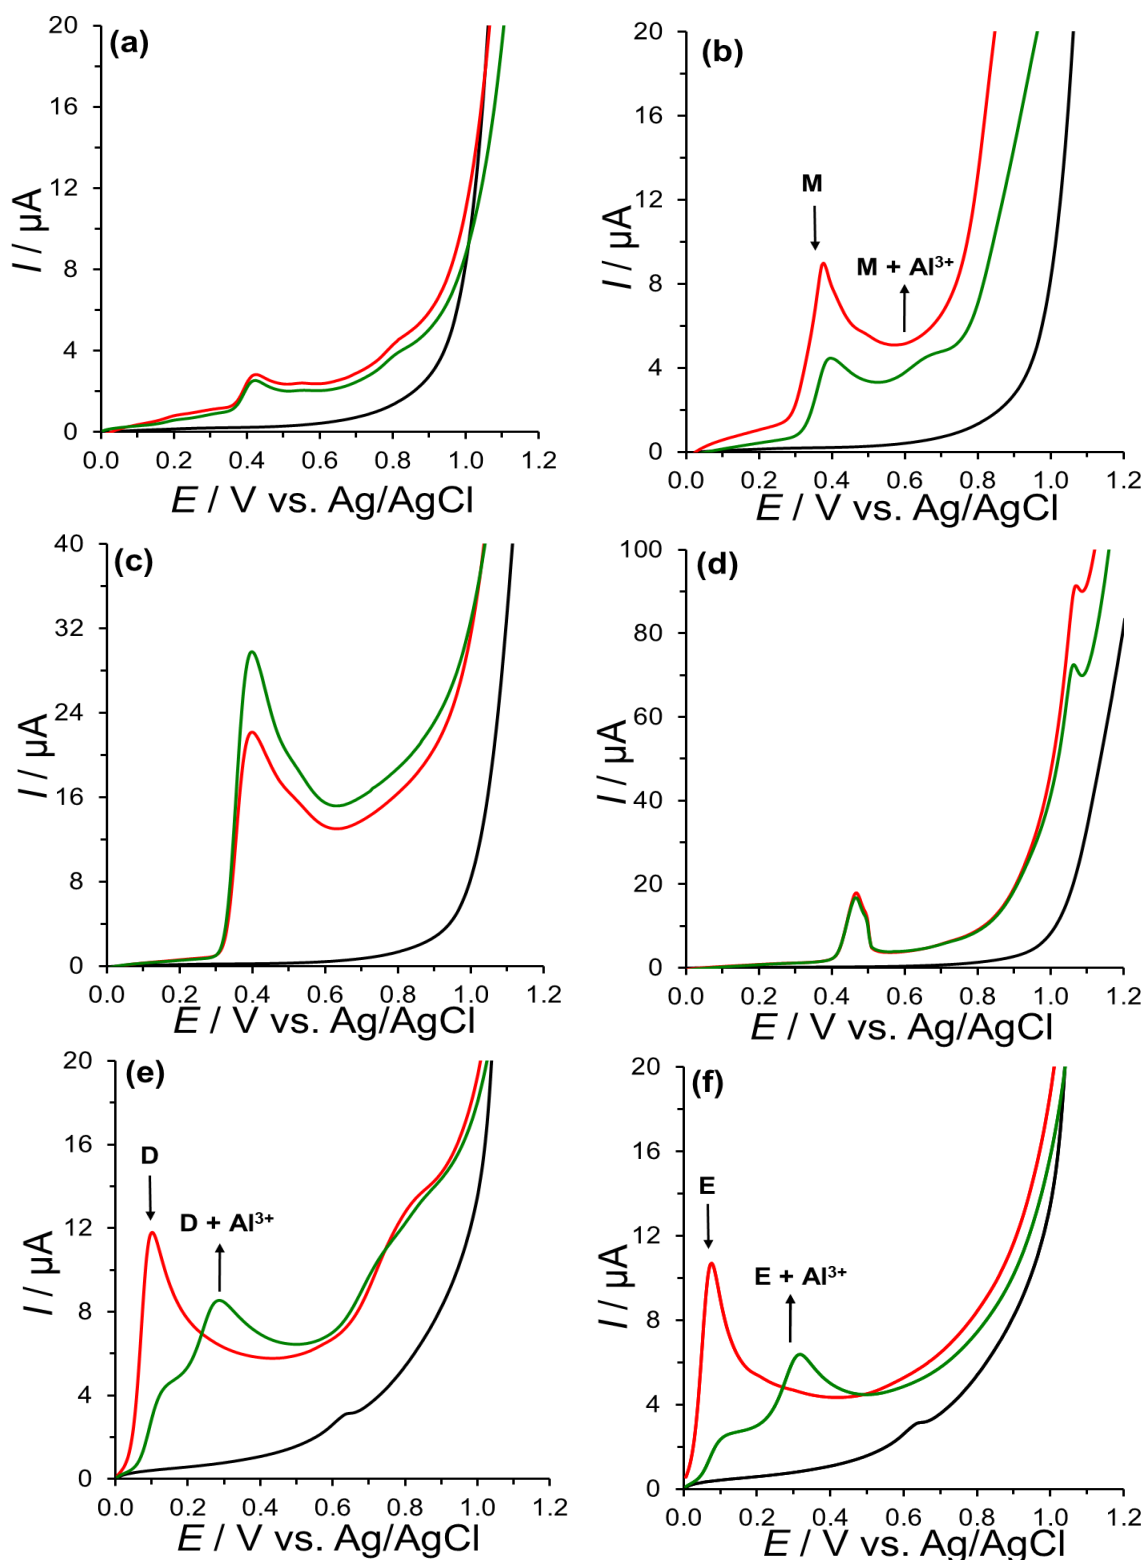 (a)
20
16
12
8
4
0
I / µA
0.0 0.2 0.4 0.6 0.8 1.0 1.2
E / V vs. Ag/AgCl
(b)
20
16
12
8
4
0
I / µA
M
M + Al³⁺
0.0 0.2 0.4 0.6 0.8 1.0 1.2
E / V vs. Ag/AgCl
(c)
40
32
24
16
8
0
I / µA
0.0 0.2 0.4 0.6 0.8 1.0 1.2
E / V vs. Ag/AgCl
(d)
100
80
60
40
20
0
I / µA
0.0 0.2 0.4 0.6 0.8 1.0 1.2
E / V vs. Ag/AgCl
(e)
20
16
12
8
4
0
I / µA
D
D + Al³⁺
0.0 0.2 0.4 0.6 0.8 1.0 1.2
E / V vs. Ag/AgCl
(f)
20
16
12
8
4
0
I / µA
E
E + Al³⁺
0.0 0.2 0.4 0.6 0.8 1.0 1.2
E / V vs. Ag/AgCl